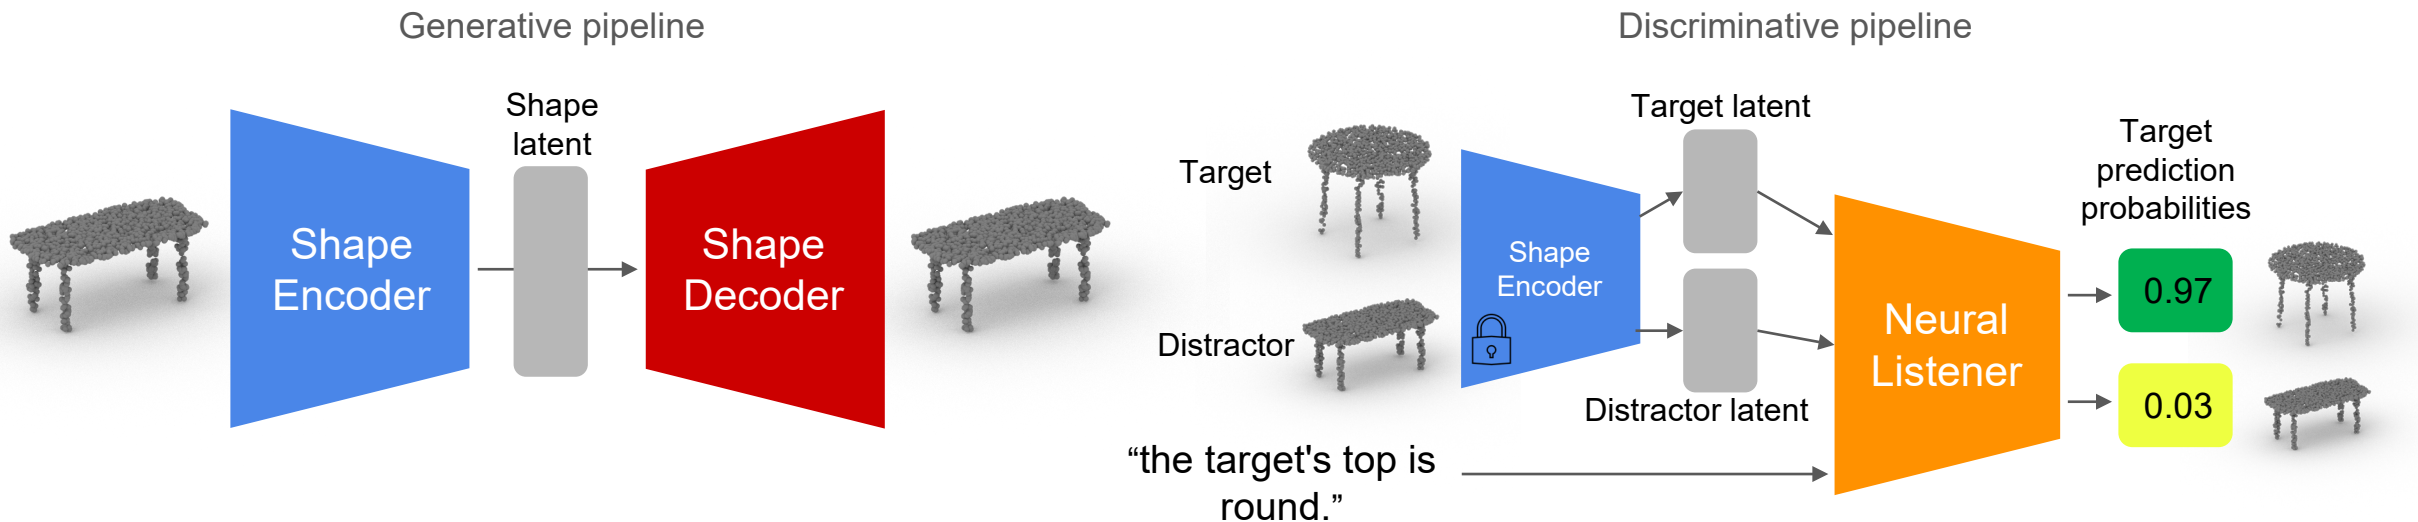 Generative pipeline
Shape
latent
Shape
Encoder
Shape
Decoder
Discriminative pipeline
Target
Distractor
Shape
Encoder
Target latent
Distractor latent
“the target's top is
round.”
Neural
Listener
Target
prediction
probabilities
0.97
0.03